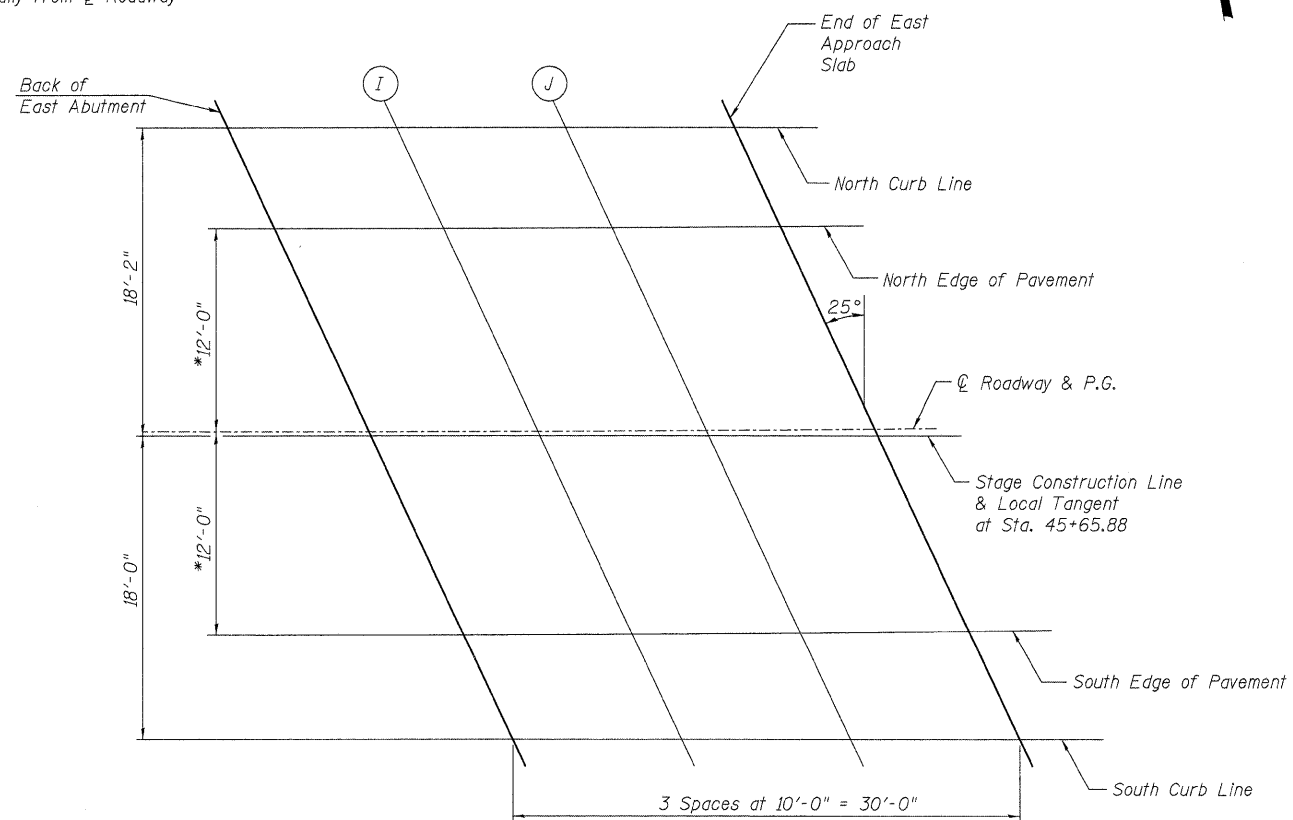 from ℄ Roadway
End of East
Approach
Slab
Back of
East Abutment
I
J
North Curb Line
North Edge of Pavement
18'-2"
*12'-0"
25°
℄ Roadway & P.G.
Stage Construction Line
& Local Tangent
at Sta. 45+65.88
18'-0"
*12'-0"
South Edge of Pavement
South Curb Line
3 Spaces at 10'-0" = 30'-0"